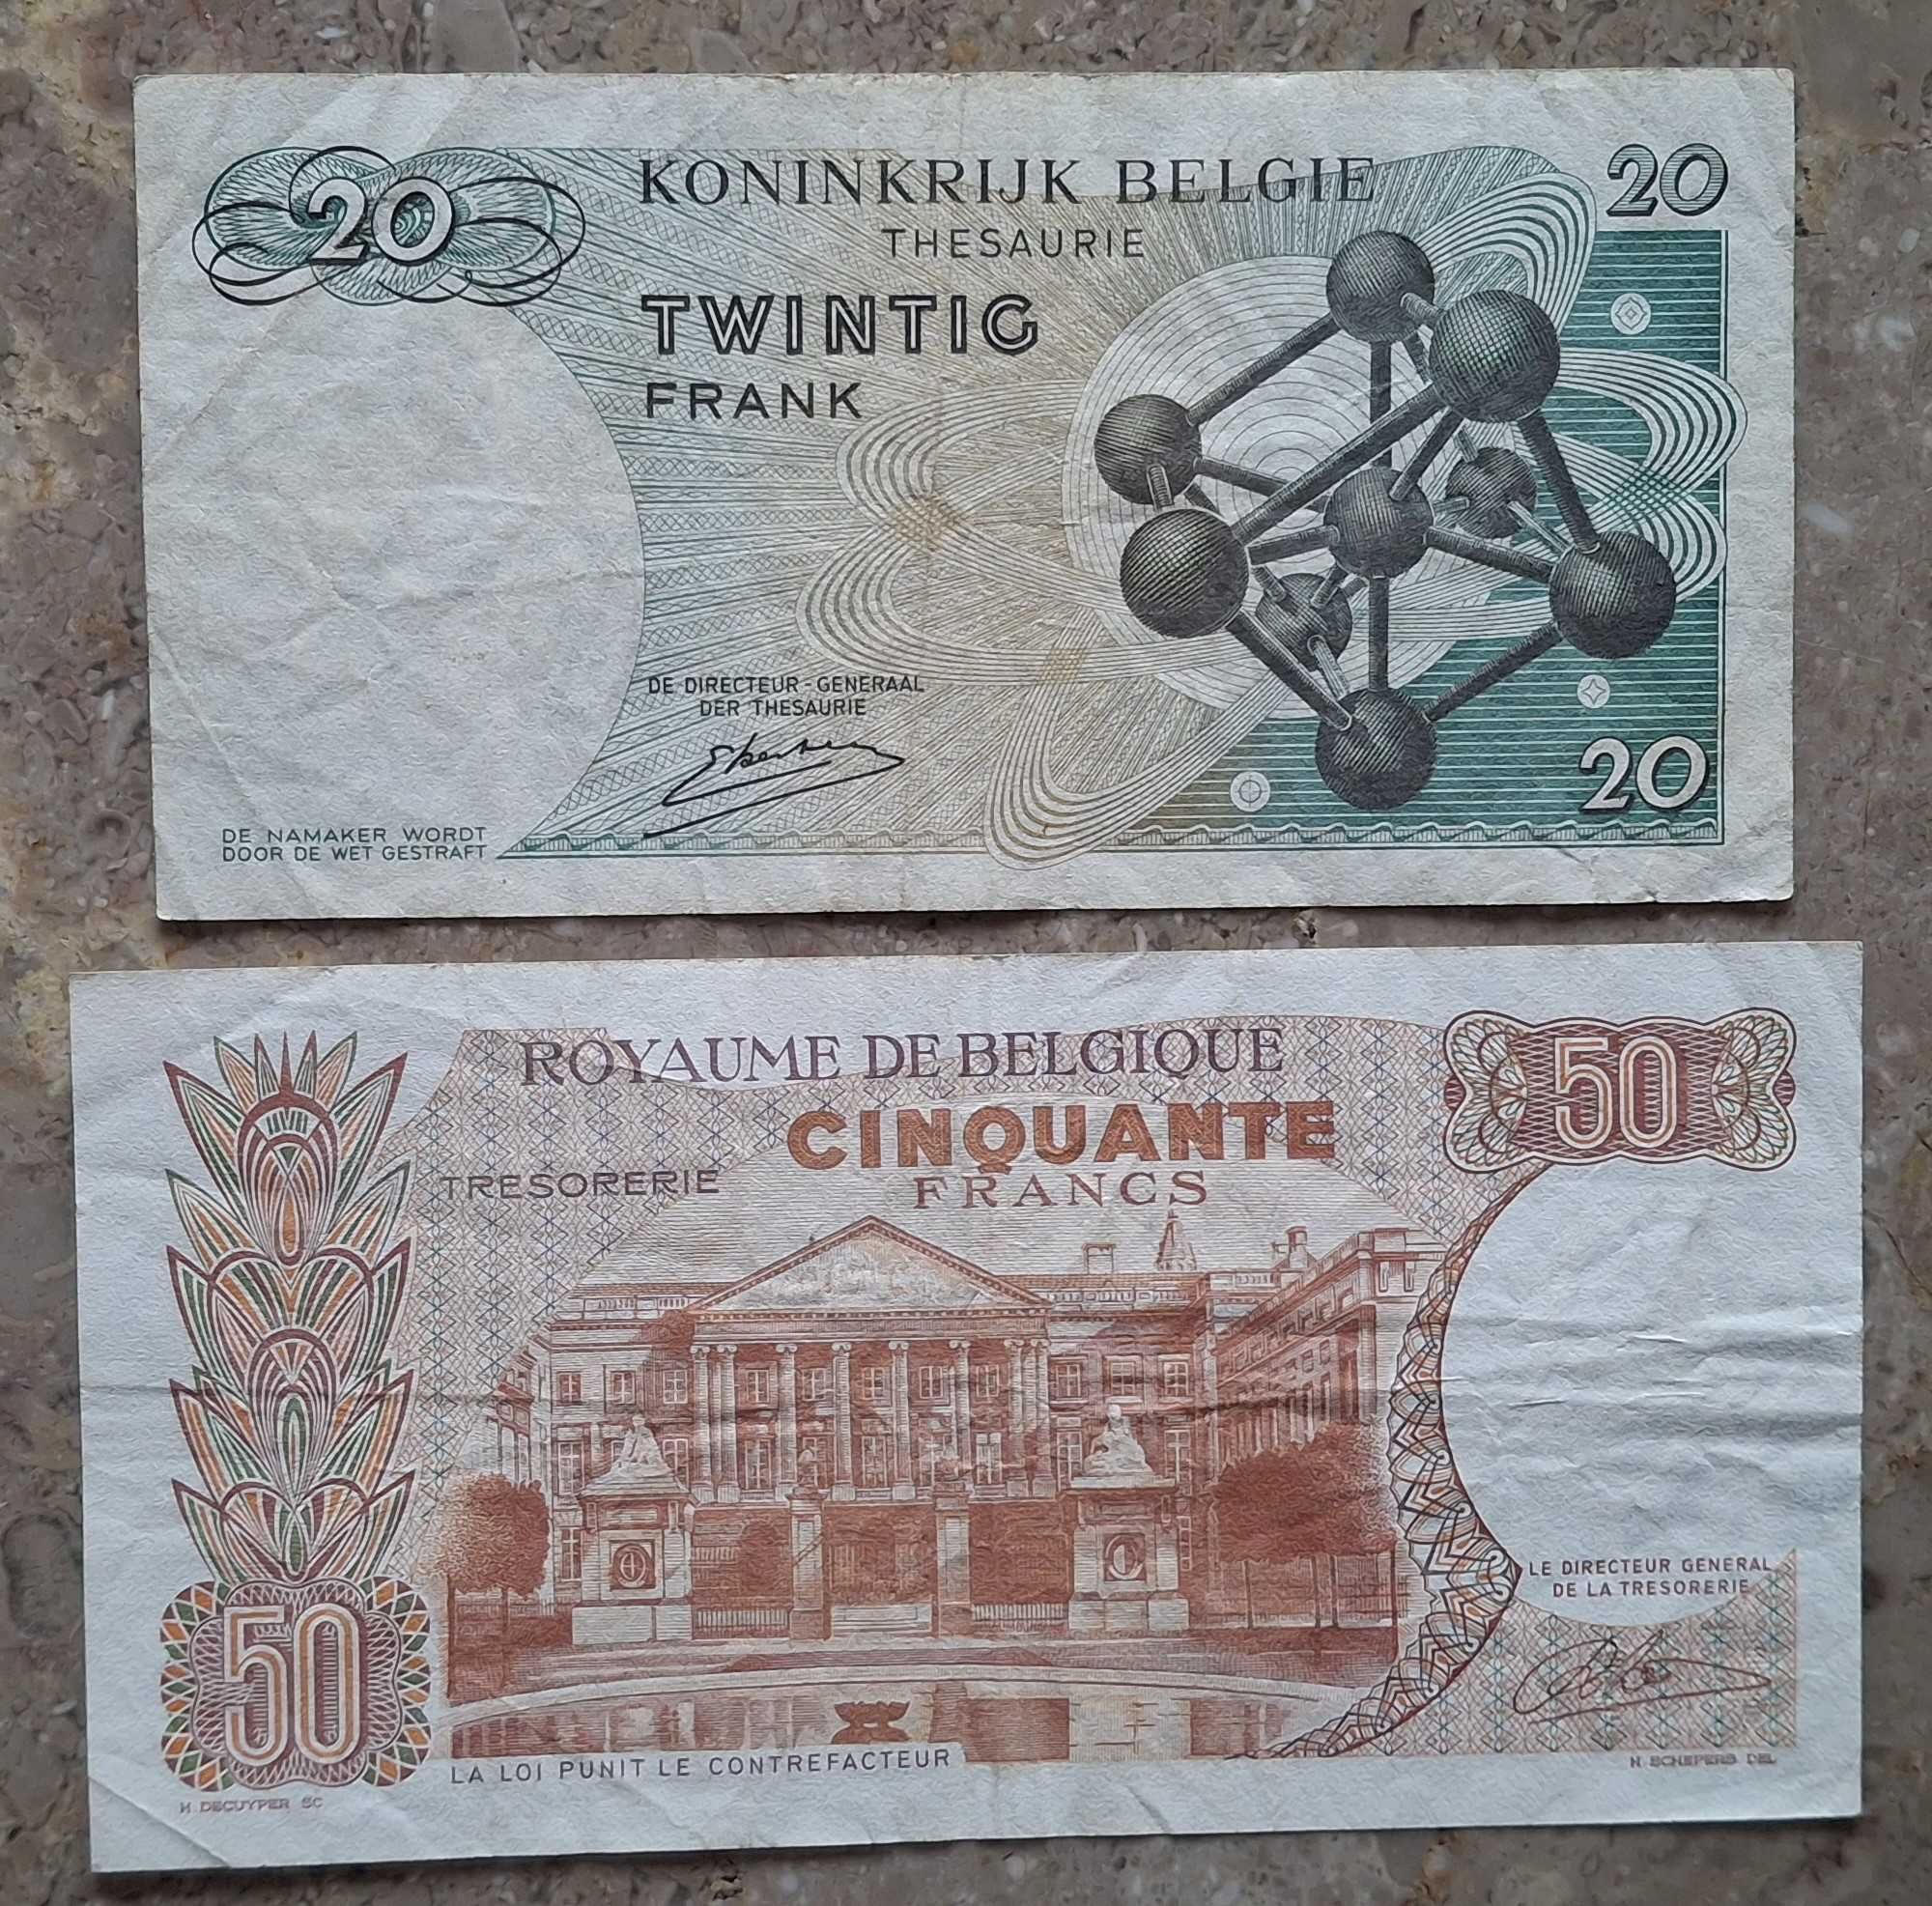 20
KONINKRIJK BELGIE
20
THESAURIE
TWINTIG
FRANK
DE DIRECTEUR-GENERAAL
DER THESAURIE
20
DE NAMAKER WORDT
DOOR DE WET GESTRAFT
ROYAUME DE BELGIQUE
50
CINQUANTE
TRESORERIE
FRANCS
LE DIRECTEUR GENERAL
DE LA TRESORERIE
50
LA LOI PUNIT LE CONTREFACTEUR
H. DECUYPER SC
N. SCHEPERS DEL